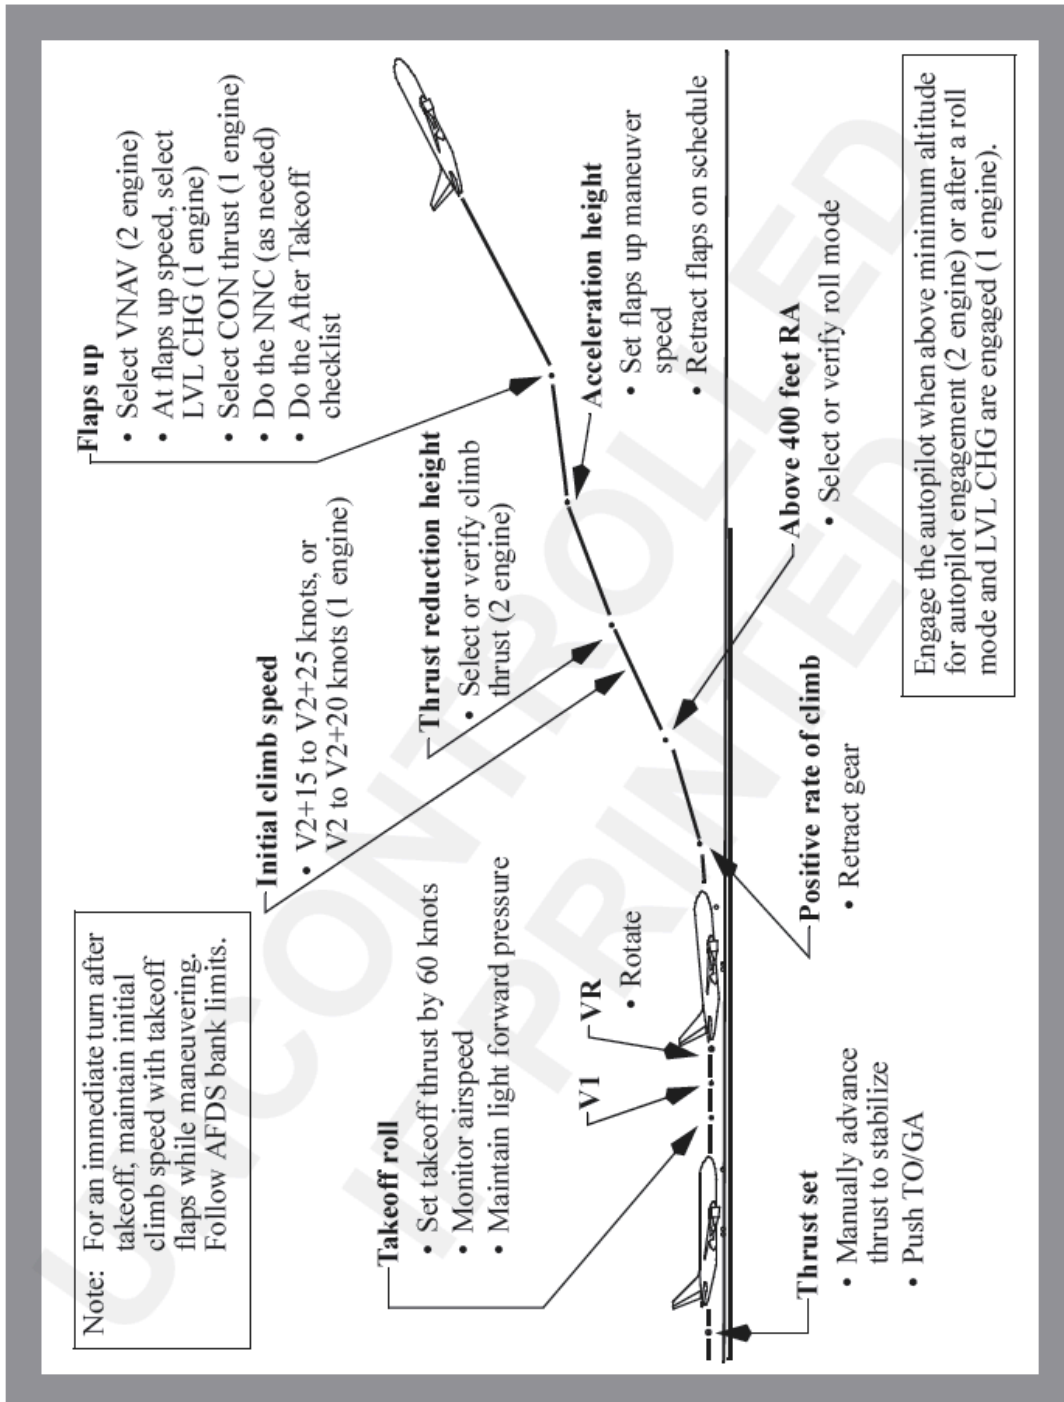 Note: For an immediate turn after
takeoff, maintain initial
climb speed with takeoff
flaps while maneuvering.
Follow AFDS bank limits.
Flaps up
• Select VNAV (2 engine)
• At flaps up speed, select
LVL CHG (1 engine)
• Select CON thrust (1 engine)
• Do the NNC (as needed)
• Do the After Takeoff
checklist
Initial climb speed
• V2+15 to V2+25 knots, or
V2 to V2+20 knots (1 engine)
Thrust reduction height
• Select or verify climb
thrust (2 engine)
Takeoff roll
• Set takeoff thrust by 60 knots
• Monitor airspeed
• Maintain light forward pressure
V1
VR
• Rotate
Acceleration height
• Set flaps up maneuver
speed
• Retract flaps on schedule
Thrust set
• Manually advance
thrust to stabilize
• Push TO/GA
Positive rate of climb
• Retract gear
Above 400 feet RA
• Select or verify roll mode
Engage the autopilot when above minimum altitude
for autopilot engagement (2 engine) or after a roll
mode and LVL CHG are engaged (1 engine).
UNCONTROLLED
IF PRINTED